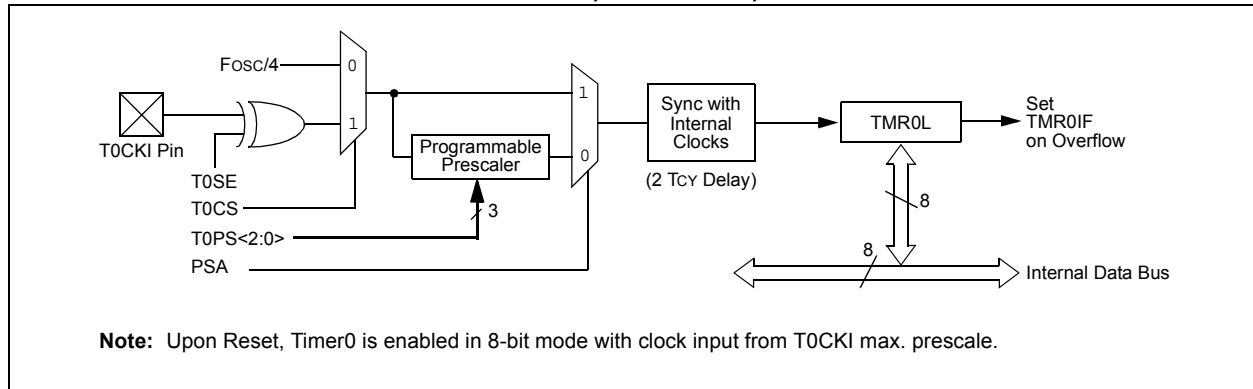 FOSC/4
0
1
T0CKI Pin
T0SE
T0CS
T0PS<2:0>
PSA
Programmable
Prescaler
3
1
0
Sync with
Internal
Clocks
(2 TCY Delay)
TMR0L
Set
TMR0IF
on Overflow
8
8
Internal Data Bus
Note: Upon Reset, Timer0 is enabled in 8-bit mode with clock input from T0CKI max. prescale.